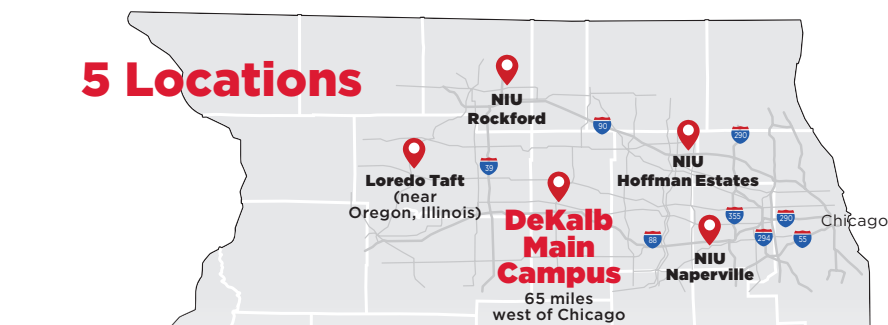 5 Locations
NIU
Rockford
90
290
NIU
Hoffman Estates
39
Loredo Taft
(near
Oregon, Illinois)
DeKalb
Main
Campus
65 miles
west of Chicago
355
290
Chicago
88
294
55
NIU
Naperville